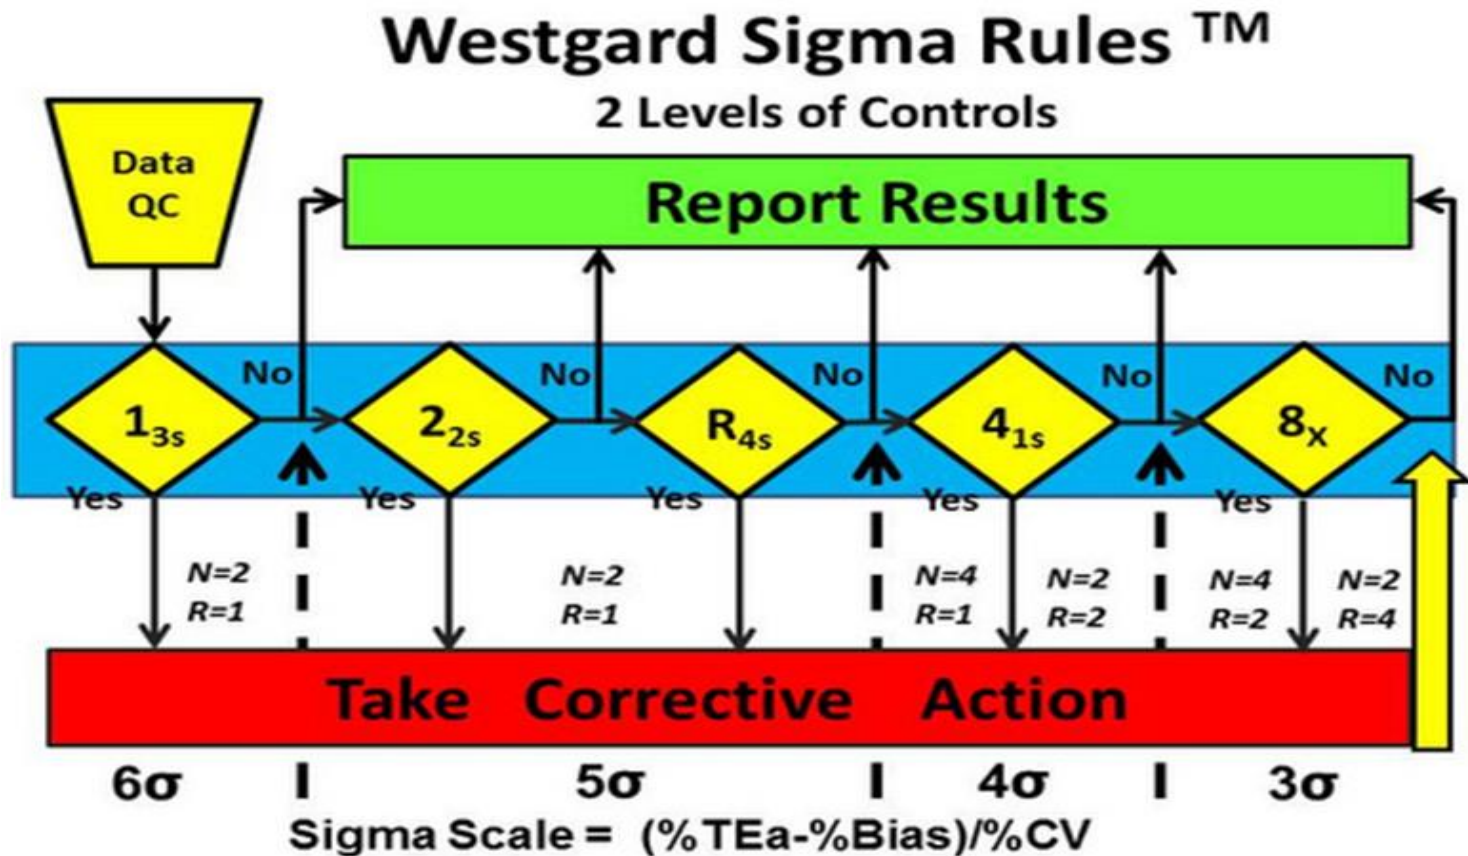 Westgard Sigma Rules ™
2 Levels of Controls
Data
QC
Report Results
No
No
No
No
No
1₃ₛ
2₂ₛ
R₄ₛ
4₁ₛ
8ₓ
Yes
Yes
Yes
Yes
Yes
N=2
R=1
N=2
R=1
N=4
R=1
N=2
R=2
N=4
R=2
N=2
R=4
Take Corrective Action
6σ
5σ
4σ
3σ
Sigma Scale = (%TEa-%Bias)/%CV